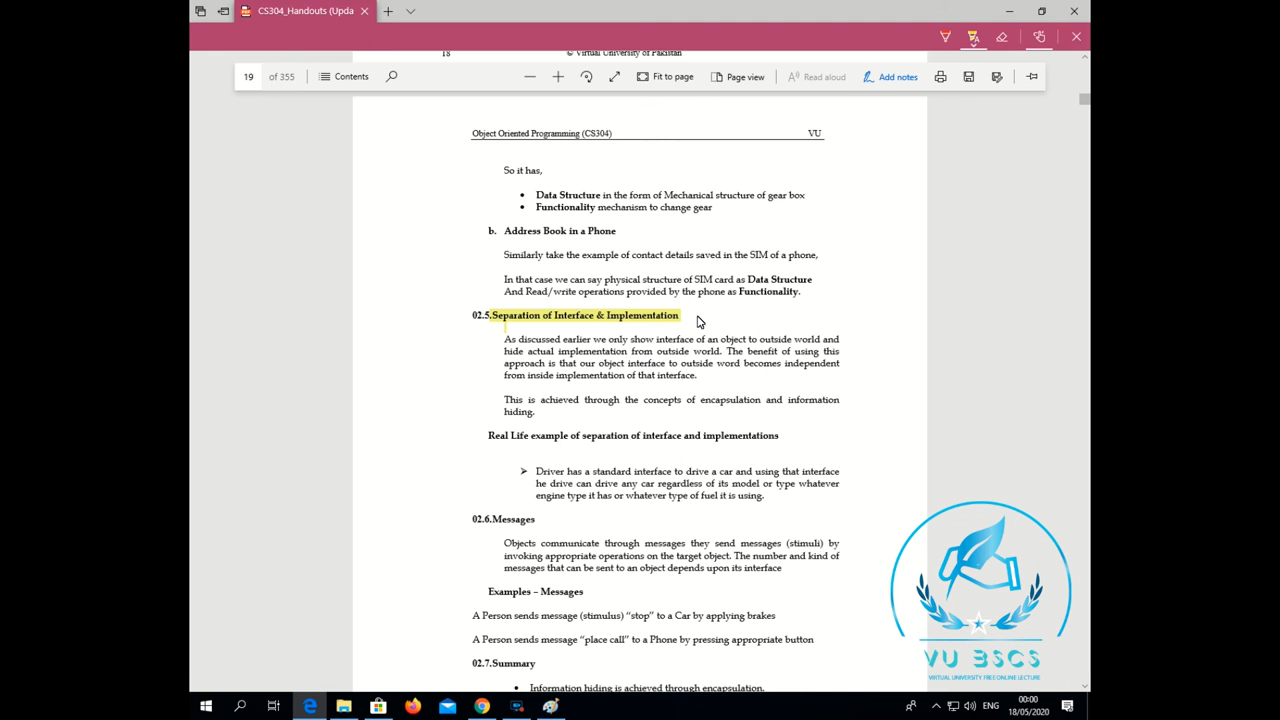 CS304_Handouts (Upda
18
© Virtual University of Pakistan
19 of 355 Contents Fit to page Page view Read aloud Add notes
Object Oriented Programming (CS304) VU
So it has,
• Data Structure in the form of Mechanical structure of gear box
• Functionality mechanism to change gear
b. Address Book in a Phone
Similarly take the example of contact details saved in the SIM of a phone,
In that case we can say physical structure of SIM card as Data Structure
And Read/write operations provided by the phone as Functionality.
02.5.Separation of Interface & Implementation
As discussed earlier we only show interface of an object to outside world and
hide actual implementation from outside world. The benefit of using this
approach is that our object interface to outside word becomes independent
from inside implementation of that interface.
This is achieved through the concepts of encapsulation and information
hiding.
Real Life example of separation of interface and implementations
➢ Driver has a standard interface to drive a car and using that interface
he drive can drive any car regardless of its model or type whatever
engine type it has or whatever type of fuel it is using.
02.6.Messages
Objects communicate through messages they send messages (stimuli) by
invoking appropriate operations on the target object. The number and kind of
messages that can be sent to an object depends upon its interface
Examples – Messages
A Person sends message (stimulus) “stop” to a Car by applying brakes
A Person sends message “place call” to a Phone by pressing appropriate button
02.7.Summary
• Information hiding is achieved through encapsulation.
VU BSCS
VIRTUAL UNIVERSITY FREE ONLINE LECTURE
ENG
00:00
18/05/2020